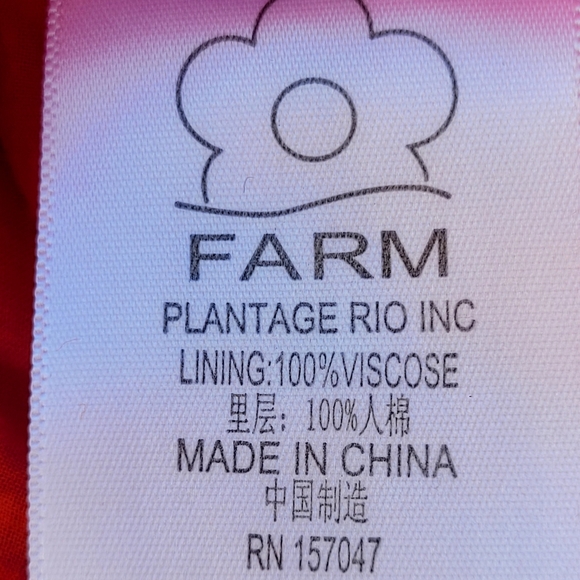 FARM
PLANTAGE RIO INC
LINING:100%VISCOSE
里层：100%人棉
MADE IN CHINA
中国制造
RN 157047